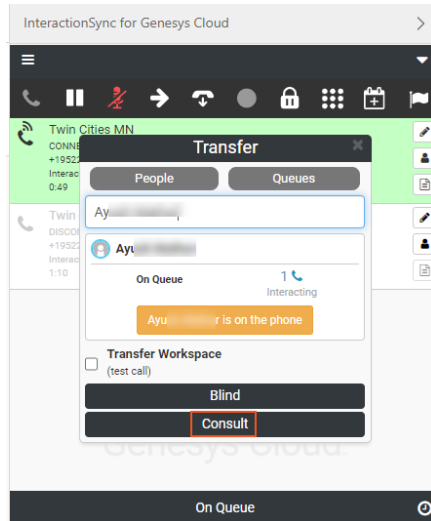 InteractionSync for Genesys Cloud
Twin Cities MN
CONNE
+19522
Interac
0:49
Transfer
People
Queues
Ay
Ayu
On Queue
1
Interacting
Ayu r is on the phone
Transfer Workspace
(test call)
Blind
Consult
Twin
DISCO
+19522
Interac
1:10
Genesys Cloud
On Queue